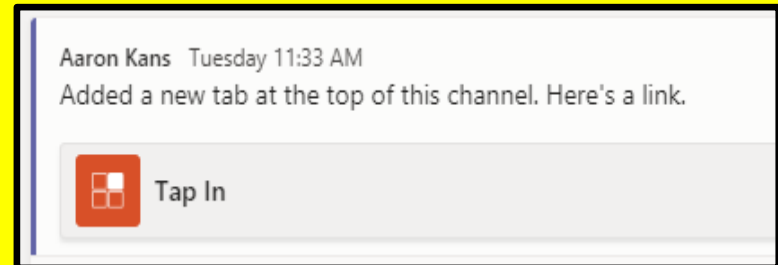 Aaron Kans Tuesday 11:33 AM
Added a new tab at the top of this channel. Here's a link.
Tap In